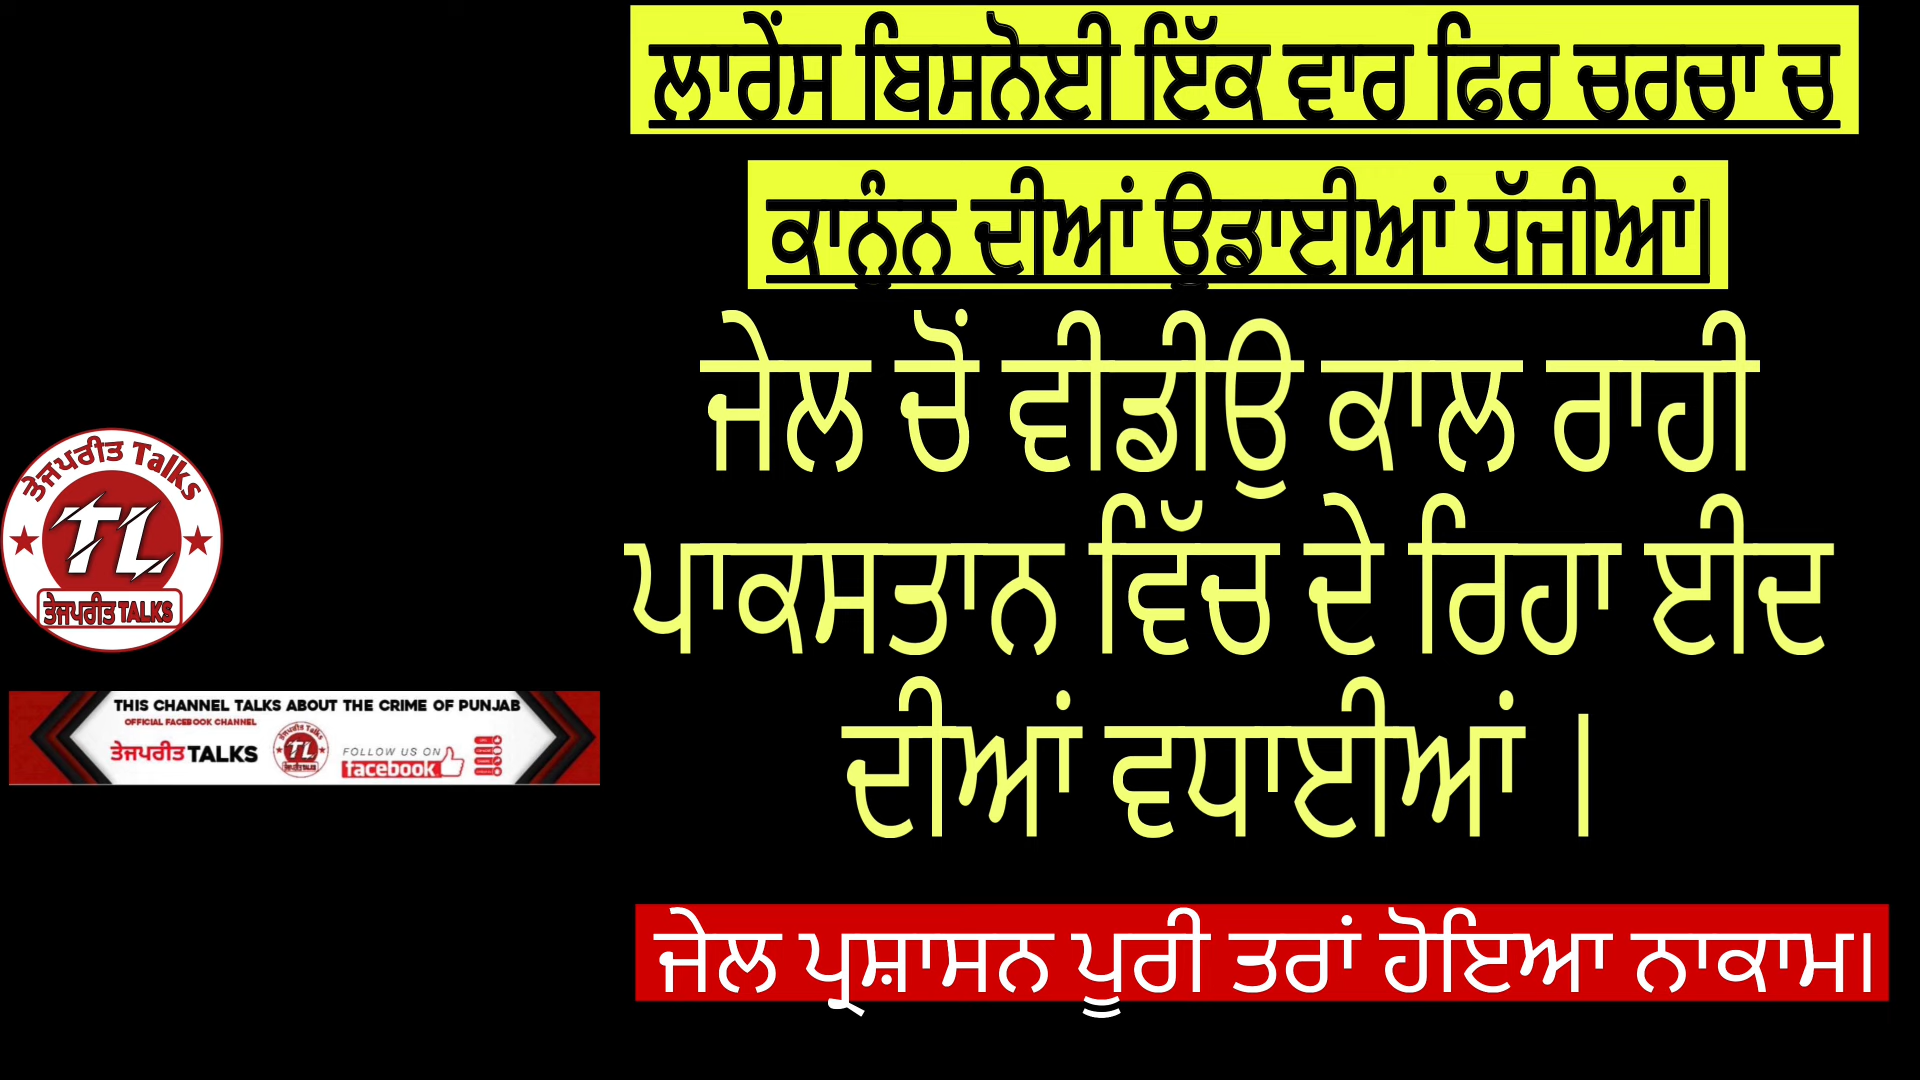 ਲਾਰੇਂਸ ਬਿਸਨੋਈ ਇੱਕ ਵਾਰ ਫਿਰ ਚਰਚਾ ਚ
ਕਾਨੂੰਨ ਦੀਆਂ ਉਡਾਈਆਂ ਧੱਜੀਆਂ।
ਜੇਲ ਚੋਂ ਵੀਡੀਉ ਕਾਲ ਰਾਹੀ
ਪਾਕਸਤਾਨ ਵਿੱਚ ਦੇ ਰਿਹਾ ਈਦ
ਦੀਆਂ ਵਧਾਈਆਂ ।
ਜੇਲ ਪ੍ਰਸ਼ਾਸਨ ਪੂਰੀ ਤਰਾਂ ਹੋਇਆ ਨਾਕਾਮ।
ਤੇਜਪਰੀਤ Talks
TL
ਤੇਜਪਰੀਤ TALKS
THIS CHANNEL TALKS ABOUT THE CRIME OF PUNJAB
OFFICIAL FACEBOOK CHANNEL
ਤੇਜਪਰੀਤ TALKS
TL
FOLLOW US ON
facebook